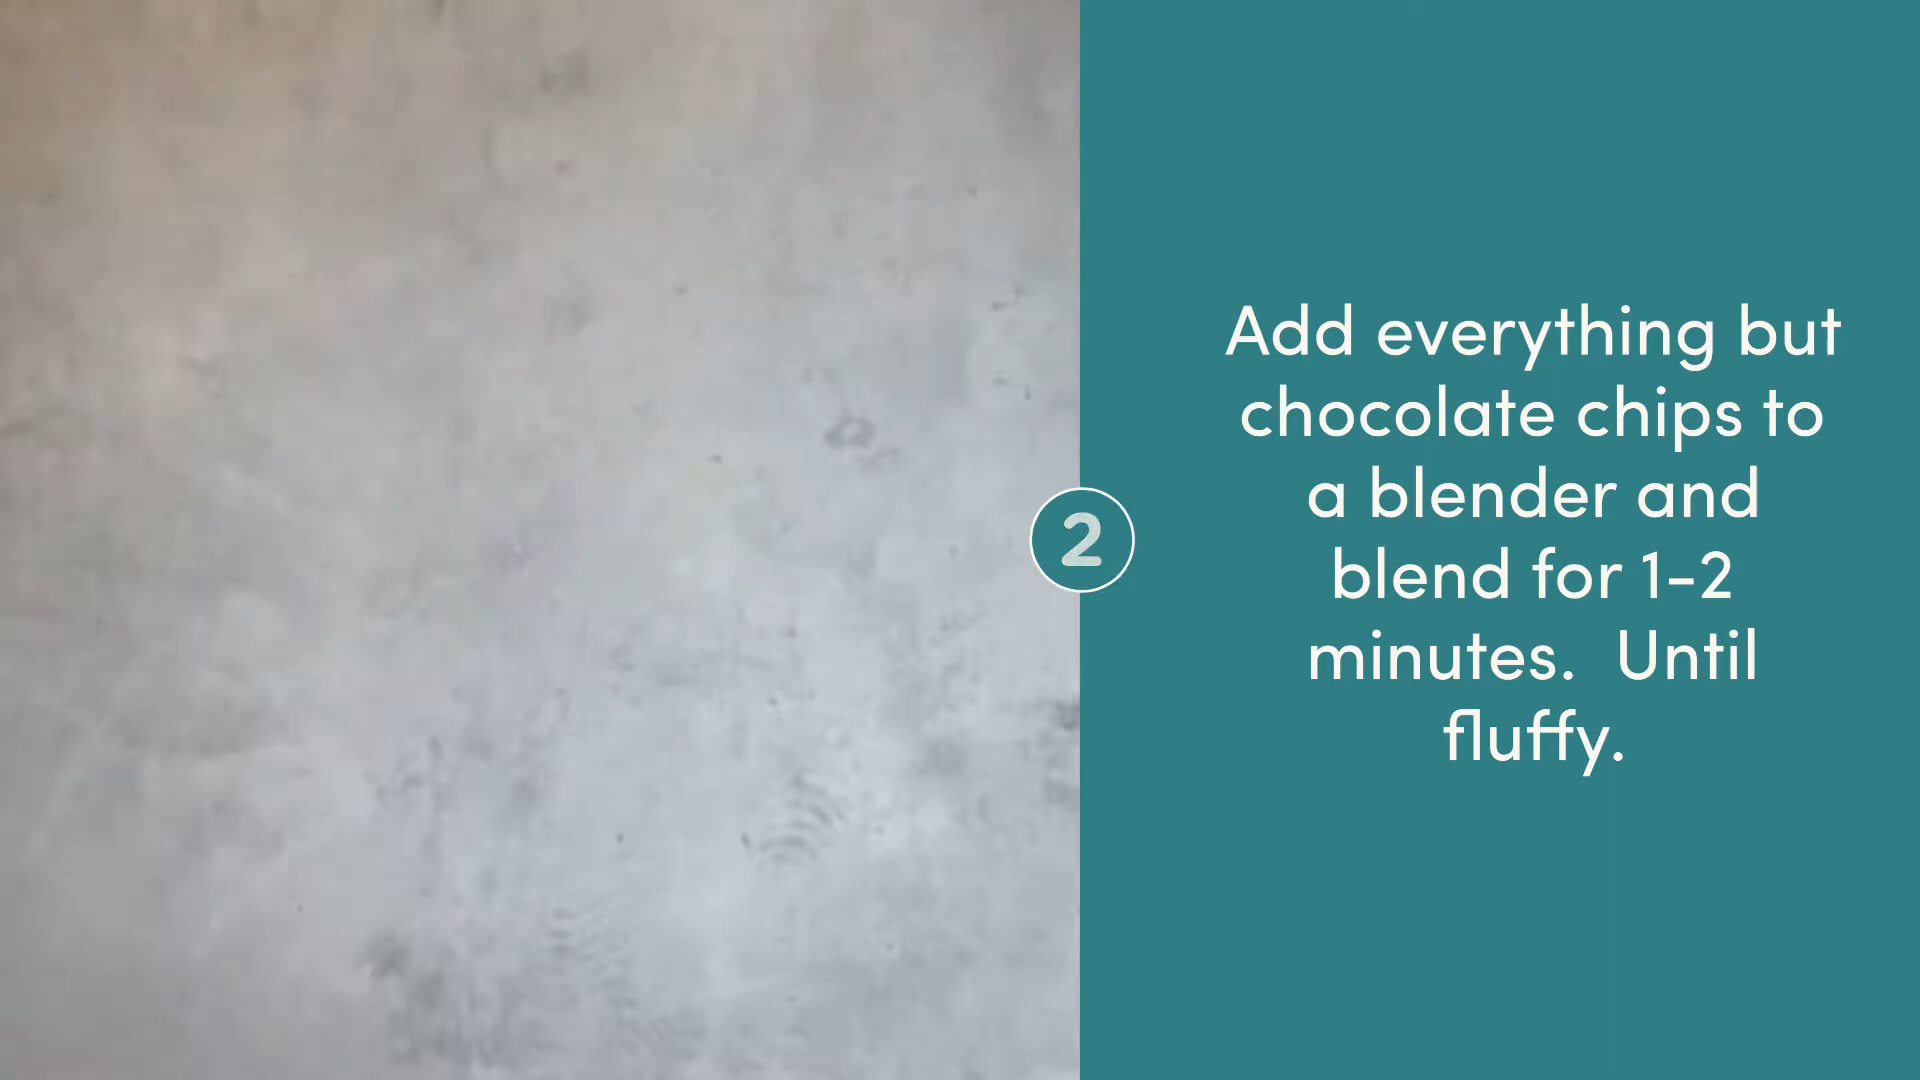 2
Add everything but
chocolate chips to
a blender and
blend for 1-2
minutes.  Until
fluffy.